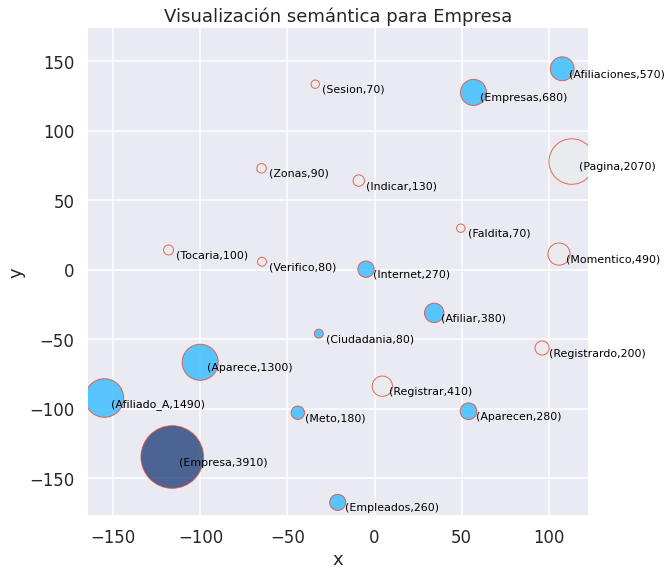 Visualización semántica para Empresa
150
100
50
0
−50
−100
−150
y
(Afiliaciones,570)
(Sesion,70)
(Empresas,680)
(Pagina,2070)
(Zonas,90)
(Indicar,130)
(Faldita,70)
(Tocaria,100)
(Momentico,490)
(Verifico,80)
(Internet,270)
(Afiliar,380)
(Ciudadania,80)
(Registrardo,200)
(Aparece,1300)
(Registrar,410)
(Afiliado_A,1490)
(Meto,180)
(Aparecen,280)
(Empresa,3910)
(Empleados,260)
−150
−100
−50
0
50
100
x